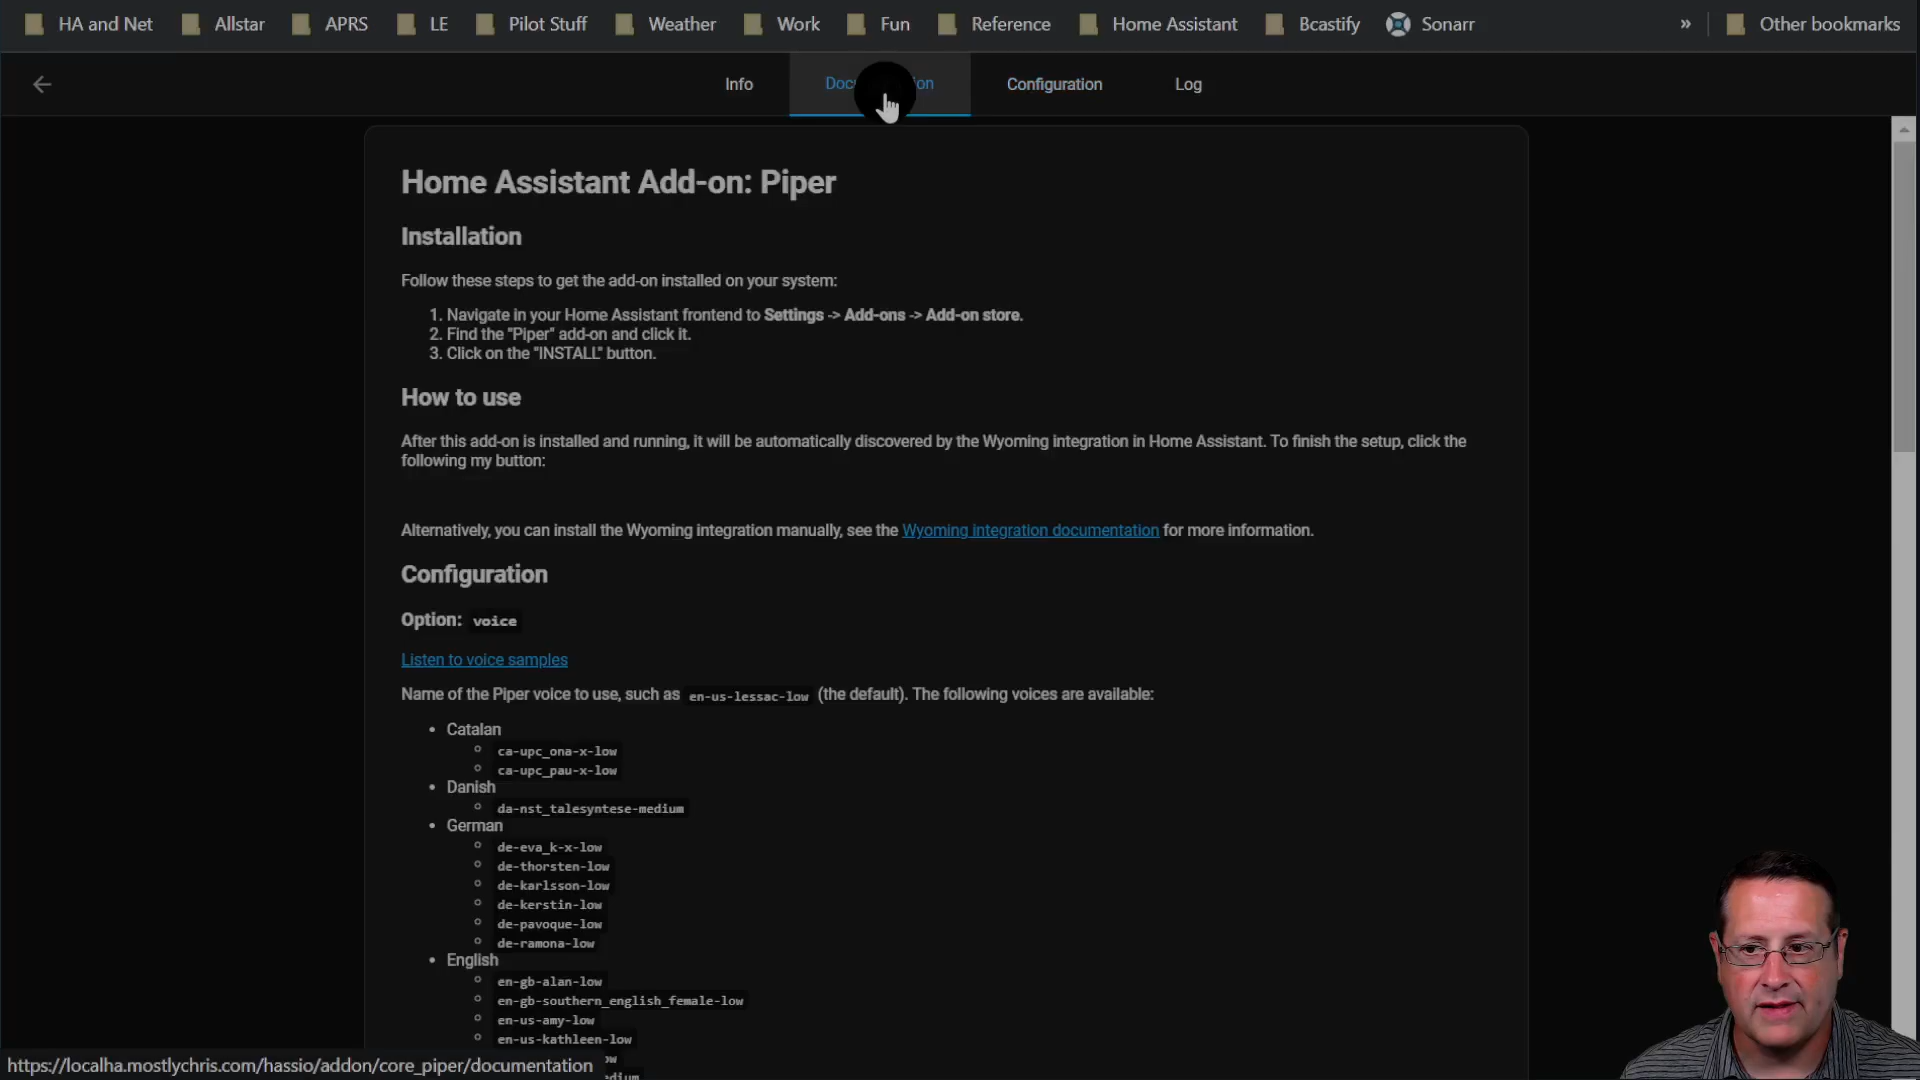 HA and Net Allstar APRS LE Pilot Stuff Weather Work Fun Reference Home Assistant Bcastify Sonarr » Other bookmarks
Info Configuration Log
Home Assistant Add-on: Piper
Installation
Follow these steps to get the add-on installed on your system:
1. Navigate in your Home Assistant frontend to Settings -> Add-ons -> Add-on store.
2. Find the "Piper" add-on and click it.
3. Click on the "INSTALL" button.
How to use
After this add-on is installed and running, it will be automatically discovered by the Wyoming integration in Home Assistant. To finish the setup, click the
following my button:
Alternatively, you can install the Wyoming integration manually, see the Wyoming integration documentation for more information.
Configuration
Option: voice
Listen to voice samples
Name of the Piper voice to use, such as en-us-lessac-low (the default). The following voices are available:
• Catalan
ca-upc_ona-x-low
ca-upc_pau-x-low
• Danish
da-nst_talesyntese-medium
• German
de-eva_k-x-low
de-thorsten-low
de-karlsson-low
de-kerstin-low
de-pavoque-low
de-ramona-low
• English
en-gb-alan-low
en-gb-southern_english_female-low
en-us-amy-low
en-us-kathleen-low
https://localha.mostlychris.com/hassio/addon/core_piper/documentation